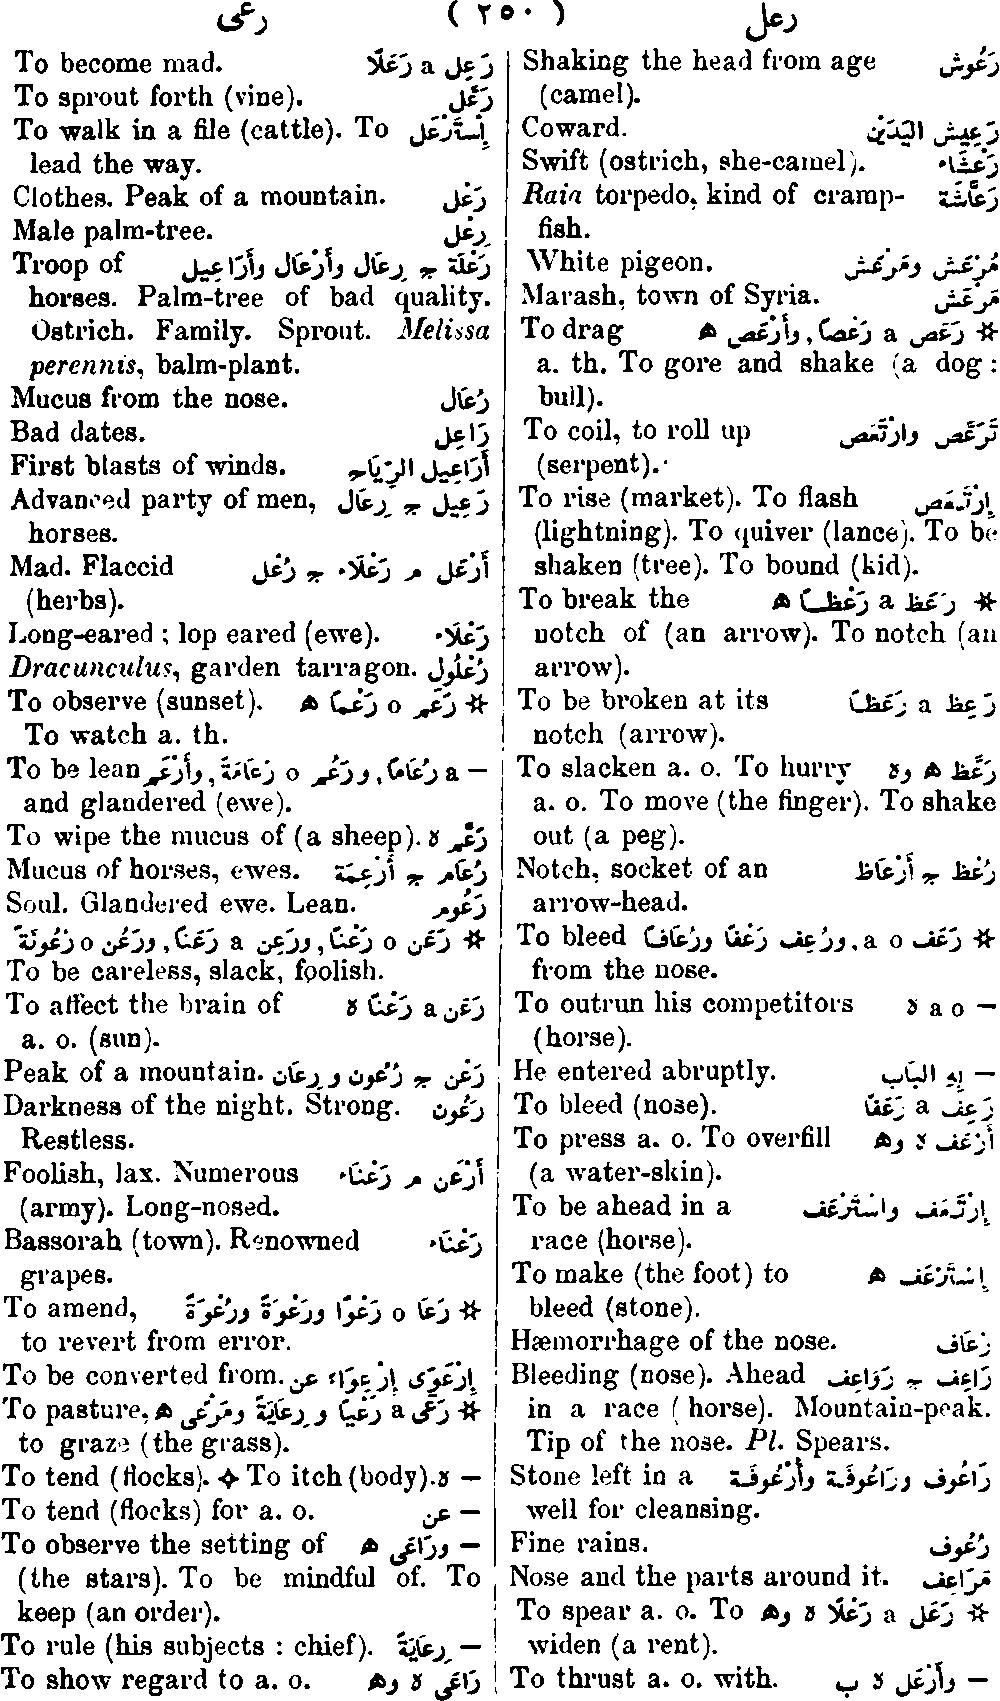 رعل ( ٢٥٠ ) رعى
Shaking the head from age رَعُوش
(camel).
Coward. رَعِيش اليَدَيْن
Swift (ostrich, she-camel). رَعْشَاء
Raia torpedo, kind of cramp- رَعَّاشَة
fish.
White pigeon. مُرْعَش ومَرْعَش
Marash, town of Syria. مَرْعَش
To drag ✲ رَعَص a رَعْصًا, وأَرْعَص ه
a. th. To gore and shake (a dog :
bull).
To coil, to roll up تَرَعَّص وارْتَعَص
(serpent).
To rise (market). To flash إِرْتَعَص
(lightning). To quiver (lance). To be
shaken (tree). To bound (kid).
To break the ✲ رَعَظ a رَعْظًا ه
notch of (an arrow). To notch (an
arrow).
To be broken at its رَعِظ a رَعَظًا
notch (arrow).
To slacken a. o. To hurry رَعَّظ ه وه
a. o. To move (the finger). To shake
out (a peg).
Notch, socket of an رُعْظ ج أَرْعَاظ
arrow-head.
To bleed ✲ رَعَف a o, ورُعِف رَعْفًا ورُعَافًا
from the nose.
To outrun his competitors — a o ه
(horse).
He entered abruptly. — بِهِ البَاب
To bleed (nose). رَعِف a رَعَفًا
To press a. o. To overfill أَرْعَف ه وه
(a water-skin).
To be ahead in a إِرْتَعَف واسْتَرْعَف
race (horse).
To make (the foot) to إِسْتَرْعَف ه
bleed (stone).
Hæmorrhage of the nose. رُعَاف
Bleeding (nose). Ahead رَاعِف ج رَوَاعِف
in a race (horse). Mountain-peak.
Tip of the nose. Pl. Spears.
Stone left in a رَاعُوف ورَاعُوفَة وأُرْعُوفَة
well for cleansing.
Fine rains. رُعُوف
Nose and the parts around it. مَرَاعِف
To spear a. o. To ✲ رَعَل a رَعْلًا ه وه
widen (a rent).
To thrust a. o. with. — وأَرْعَل ه ب
To become mad. رَعِل a رَعَلًا
To sprout forth (vine). رَعَّل
To walk in a file (cattle). To إِسْتَرْعَل
lead the way.
Clothes. Peak of a mountain. رَعْل
Male palm-tree. رِعْل
Troop of رَعْلَة ج رِعَال وأَرْعَال وأَرَاعِيل
horses. Palm-tree of bad quality.
Ostrich. Family. Sprout. Melissa
perennis, balm-plant.
Mucus from the nose. رُعَال
Bad dates. رَاعِل
First blasts of winds. أَرَاعِيل الرِّيَاح
Advanced party of men, رَعِيل ج رِعَال
horses.
Mad. Flaccid أَرْعَل م رَعْلَاء ج رُعْل
(herbs).
Long-eared ; lop eared (ewe). رَعْلَاء
Dracunculus, garden tarragon. رُعْلُول
To observe (sunset). ✲ رَعَم o رَعْمًا ه
To watch a. th.
To be lean — a رُعَامًا, ورَعُم o رَعَامَةً, وأَرْعَم
and glandered (ewe).
To wipe the mucus of (a sheep). رَعَّم ه
Mucus of horses, ewes. رُعَام ج أَرْعِمَة
Soul. Glandered ewe. Lean. رَعُوم
✲ رَعَن o رَعْنًا, ورَعِن a رَعَنًا, ورَعُن o رُعُونَةً
To be careless, slack, foolish.
To affect the brain of رَعَن a رَعْنًا ه
a. o. (sun).
Peak of a mountain. رَعْن ج رُعُون و رِعَان
Darkness of the night. Strong. رَعُون
Restless.
Foolish, lax. Numerous أَرْعَن م رَعْنَاء
(army). Long-nosed.
Bassorah (town). Renowned رَعْنَاء
grapes.
To amend, ✲ رَعَا o رَعْوًا ورَعْوَةً ورُعْوَةً
to revert from error.
To be converted from. إِرْعَوَى إِرْعِوَاء عن
To pasture, ✲ رَعَى a رَعْيًا و رِعَايَةً ومَرْعًى ه
to graze (the grass).
To tend (flocks). ✧ To itch (body). — ه
To tend (flocks) for a. o. — عن
To observe the setting of — ورَاعَى ه
(the stars). To be mindful of. To
keep (an order).
To rule (his subjects : chief). — رِعَايَةً
To show regard to a. o. رَاعَى ه وه